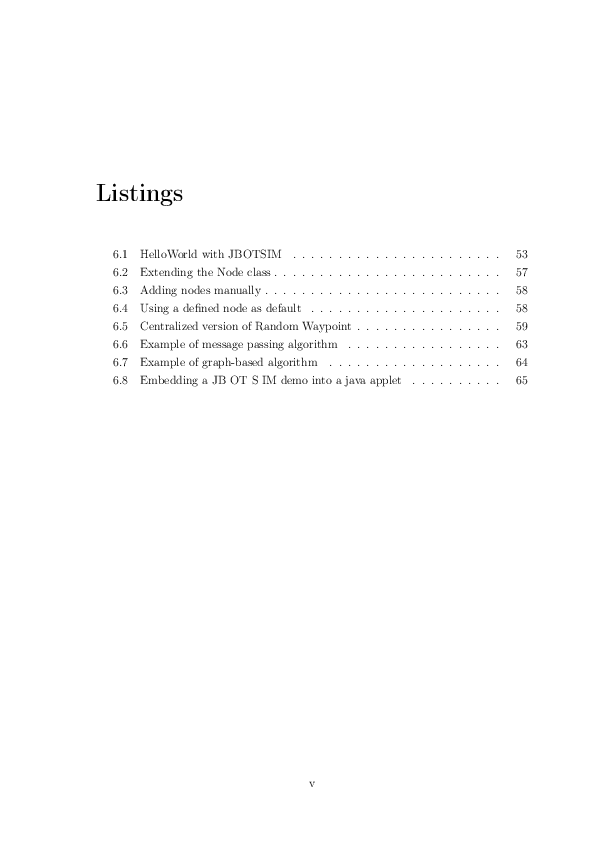 Listings
6.1 HelloWorld with JBOTSIM . . . . . . . . . . . . . . . . . . . . . . . 53
6.2 Extending the Node class . . . . . . . . . . . . . . . . . . . . . . . . . 57
6.3 Adding nodes manually . . . . . . . . . . . . . . . . . . . . . . . . . . 58
6.4 Using a defined node as default . . . . . . . . . . . . . . . . . . . . . 58
6.5 Centralized version of Random Waypoint . . . . . . . . . . . . . . . . 59
6.6 Example of message passing algorithm . . . . . . . . . . . . . . . . . 63
6.7 Example of graph-based algorithm . . . . . . . . . . . . . . . . . . . 64
6.8 Embedding a JB OT S IM demo into a java applet . . . . . . . . . . 65
v